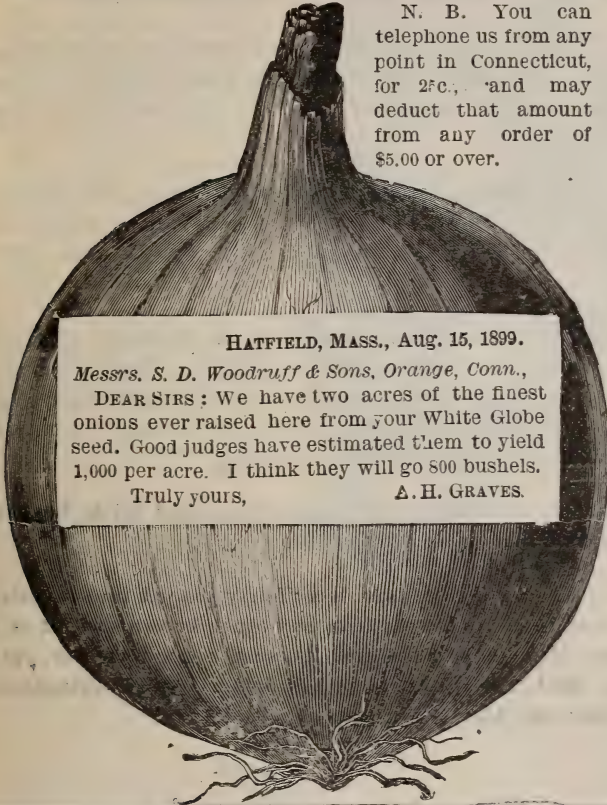 N. B. You can
telephone us from any
point in Connecticut,
for 25c., and may
deduct that amount
from any order of
$5.00 or over.
HATFIELD, MASS., Aug. 15, 1899.
Messrs. S. D. Woodruff & Sons, Orange, Conn.,
DEAR SIRS: We have two acres of the finest
onions ever raised here from your White Globe
seed. Good judges have estimated them to yield
1,000 per acre. I think they will go 800 bushels.
Truly yours, A. H. GRAVES.